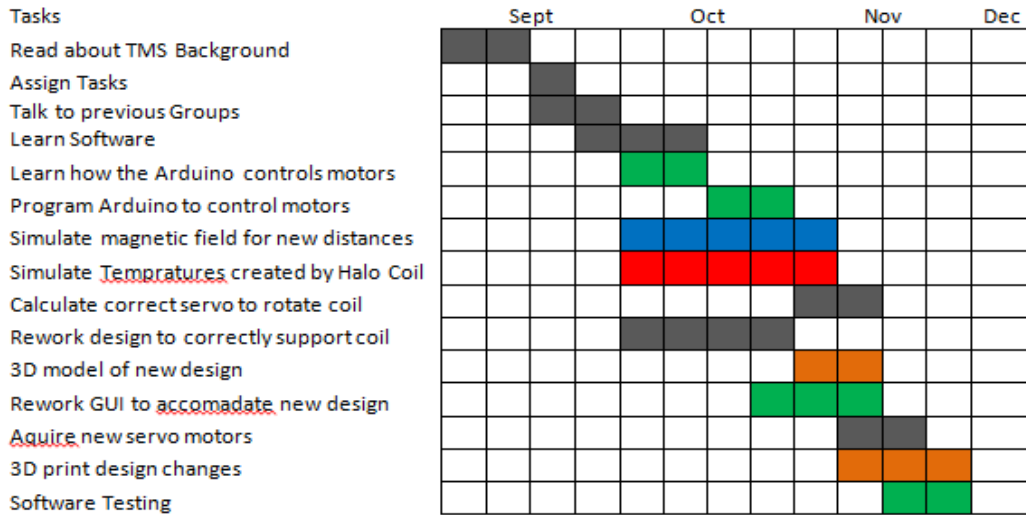 Tasks Sept Oct Nov Dec
Read about TMS Background
Assign Tasks
Talk to previous Groups
Learn Software
Learn how the Arduino controls motors
Program Arduino to control motors
Simulate magnetic field for new distances
Simulate Tempratures created by Halo Coil
Calculate correct servo to rotate coil
Rework design to correctly support coil
3D model of new design
Rework GUI to accomadate new design
Aquire new servo motors
3D print design changes
Software Testing